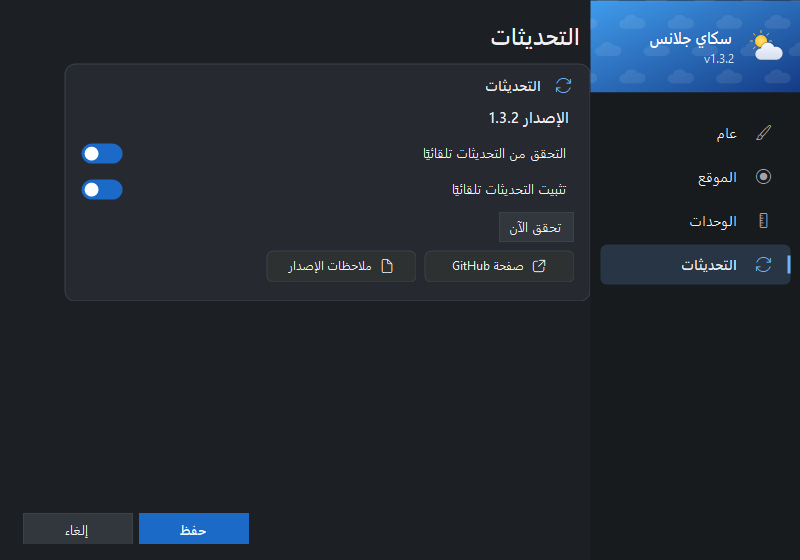 سكاي جلانس
v1.3.2
عام
الموقع
الوحدات
التحديثات
التحديثات
التحديثات
الإصدار 1.3.2
التحقق من التحديثات تلقائيًا
تثبيت التحديثات تلقائيًا
تحقق الآن
صفحة GitHub
ملاحظات الإصدار
حفظ
إلغاء